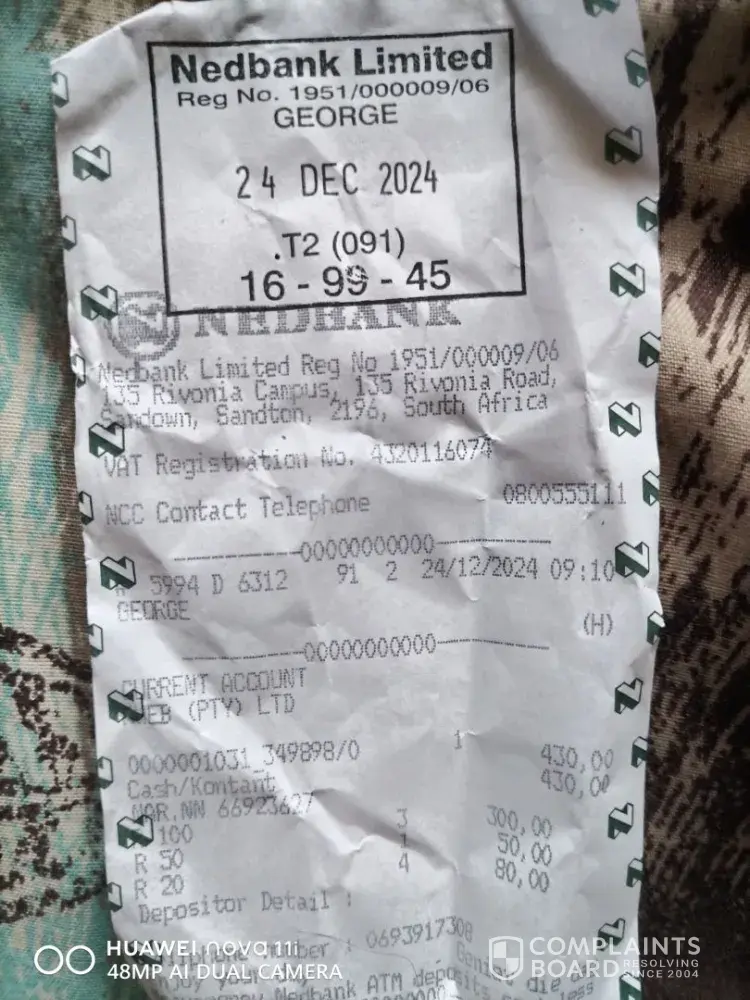 Nedbank Limited
Reg No. 1951/000009/06
GEORGE
24 DEC 2024
.T2 (091)
16 - 99 - 45
NEDBANK
Nedbank Limited Reg No 1951/000009/06
135 Rivonia Campus, 135 Rivonia Road,
Sandown, Sandton, 2196, South Africa
VAT Registration No. 4320116074
NCC Contact Telephone 0800555111
00000000000
5994 D 6312 91 2 24/12/2024 09:10
GEORGE
(H)
00000000000
CURRENT ACCOUNT
EB (PTY) LTD
0000001031 349898/0 1 430,00
Cash/Kontant 430,00
NAR.NN 66923627
100 3 300,00
R 50 1 50,00
R 20 4 80,00
Depositor Detail :
: 0693917308
Nedbank ATM
HUAWEI nova 11i
48MP AI DUAL CAMERA
COMPLAINTS
BOARD RESOLVING
SINCE 2004